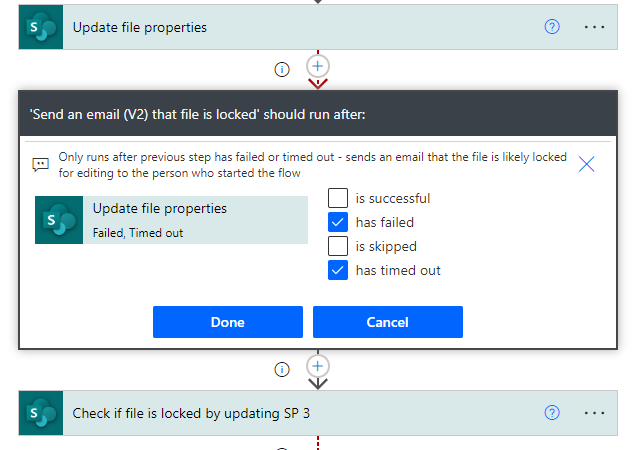 Update file properties
'Send an email (V2) that file is locked' should run after:
Only runs after previous step has failed or timed out - sends an email that the file is likely locked
for editing to the person who started the flow
Update file properties
Failed, Timed out
is successful
has failed
is skipped
has timed out
Done
Cancel
Check if file is locked by updating SP 3